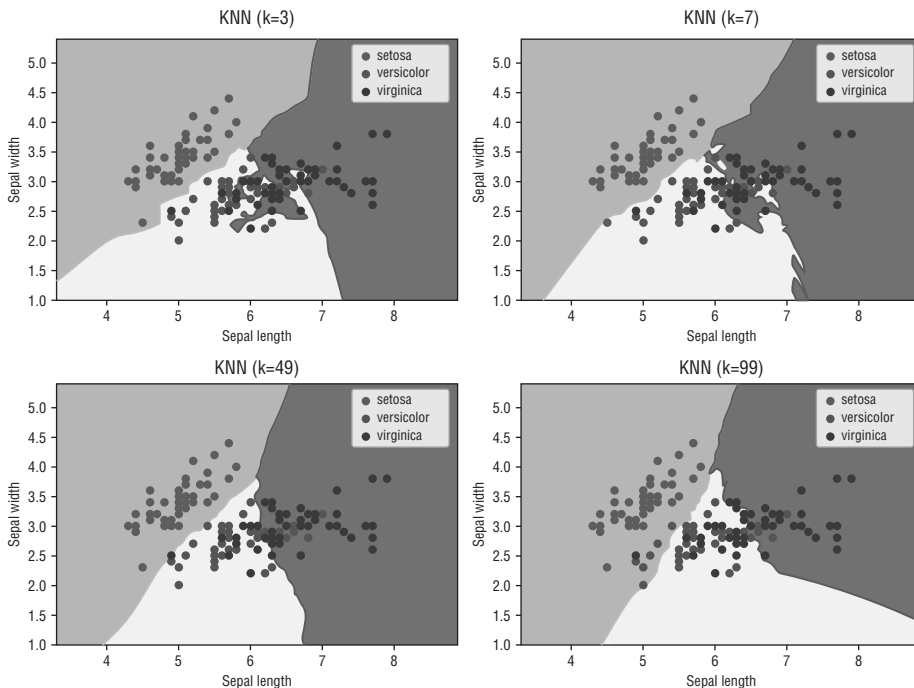 KNN (k=3)
5.0
4.5
4.0
3.5
3.0
2.5
2.0
1.5
1.0
Sepal width
setosa
versicolor
virginica
4 5 6 7 8
Sepal length
KNN (k=7)
5.0
4.5
4.0
3.5
3.0
2.5
2.0
1.5
1.0
Sepal width
setosa
versicolor
virginica
4 5 6 7 8
Sepal length
KNN (k=49)
5.0
4.5
4.0
3.5
3.0
2.5
2.0
1.5
1.0
Sepal width
setosa
versicolor
virginica
4 5 6 7 8
Sepal length
KNN (k=99)
5.0
4.5
4.0
3.5
3.0
2.5
2.0
1.5
1.0
Sepal width
setosa
versicolor
virginica
4 5 6 7 8
Sepal length